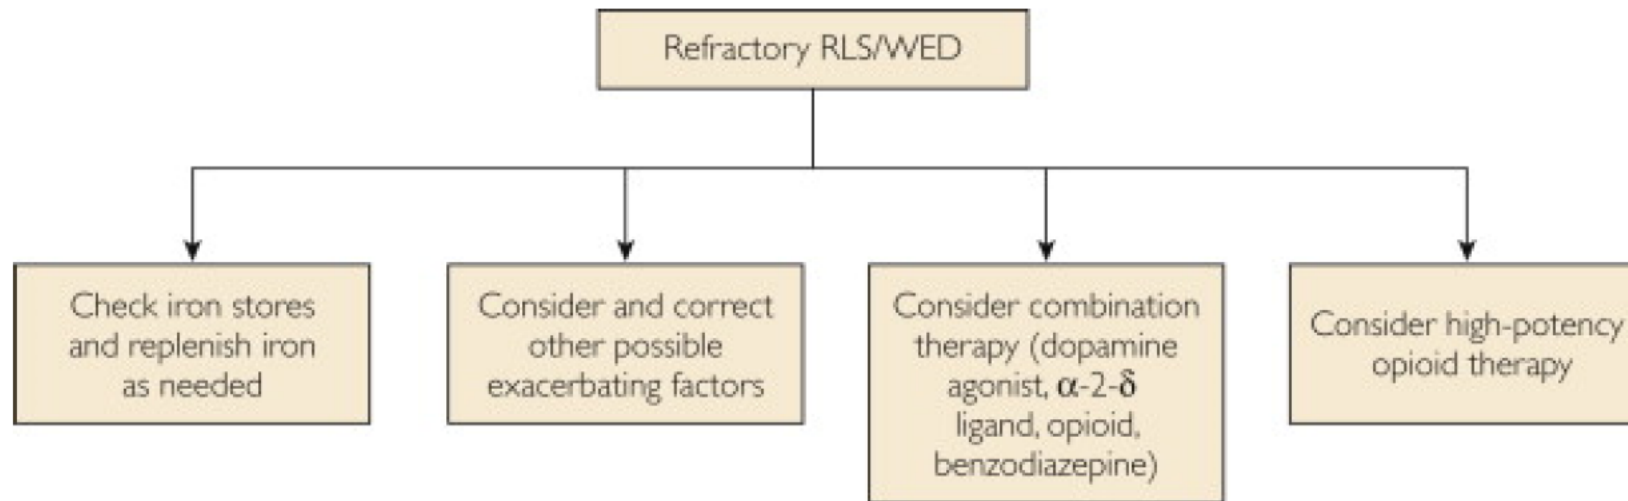 Refractory RLS/WED
Check iron stores
and replenish iron
as needed
Consider and correct
other possible
exacerbating factors
Consider combination
therapy (dopamine
agonist, α-2-δ
ligand, opioid,
benzodiazepine)
Consider high-potency
opioid therapy